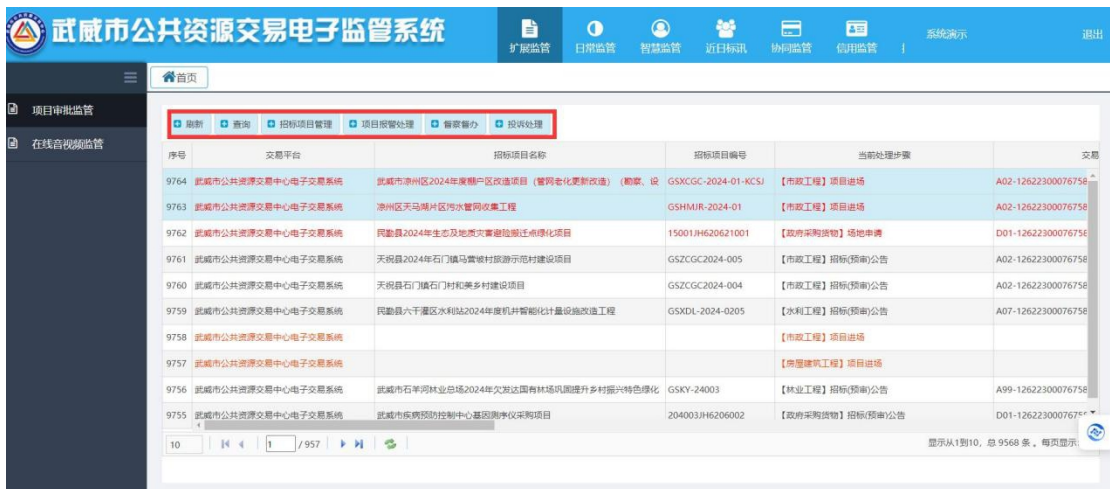 武威市公共资源交易电子监管系统
扩展监管 日常监管 智慧监管 近日标讯 协同监管 信用监管 系统演示 退出
首页
项目审批监管
在线音视频监管
刷新 查询 招标项目管理 项目报警处理 督察督办 投诉处理
序号 交易平台 招标项目名称 招标项目编号 当前处理步骤 交易
9764 武威市公共资源交易中心电子交易系统 武威市凉州区2024年度棚户区改造项目（管网老化更新改造）（勘察、设 GSXCGC-2024-01-KCSJ 【市政工程】项目进场 A02-12622300076758
9763 武威市公共资源交易中心电子交易系统 凉州区天马湖片区污水管网收集工程 GSHMJR-2024-01 【市政工程】项目进场 A02-12622300076758
9762 武威市公共资源交易中心电子交易系统 民勤县2024年生态及地质灾害避险搬迁点绿化项目 15001JH620621001 【政府采购货物】场地申请 D01-12622300076758
9761 武威市公共资源交易中心电子交易系统 天祝县2024年石门镇马营坡村旅游示范村建设项目 GSZCGC2024-005 【市政工程】招标(预审)公告 A02-12622300076758
9760 武威市公共资源交易中心电子交易系统 天祝县石门镇石门村和美乡村建设项目 GSZCGC2024-004 【市政工程】招标(预审)公告 A02-12622300076758
9759 武威市公共资源交易中心电子交易系统 民勤县六干灌区水利站2024年度机井智能化计量设施改造工程 GSXDL-2024-0205 【水利工程】招标(预审)公告 A07-12622300076758
9758 武威市公共资源交易中心电子交易系统 【市政工程】项目进场
9757 武威市公共资源交易中心电子交易系统 【房屋建筑工程】项目进场
9756 武威市公共资源交易中心电子交易系统 武威市石羊河林业总场2024年欠发达国有林场巩固提升乡村振兴特色绿化 GSKY-24003 【林业工程】招标(预审)公告 A99-12622300076758
9755 武威市公共资源交易中心电子交易系统 武威市疾病预防控制中心基因测序仪采购项目 204003JH6206002 【政府采购货物】招标(预审)公告 D01-1262230007675
10 1 / 957 显示从1到10，总 9568 条 。每页显示